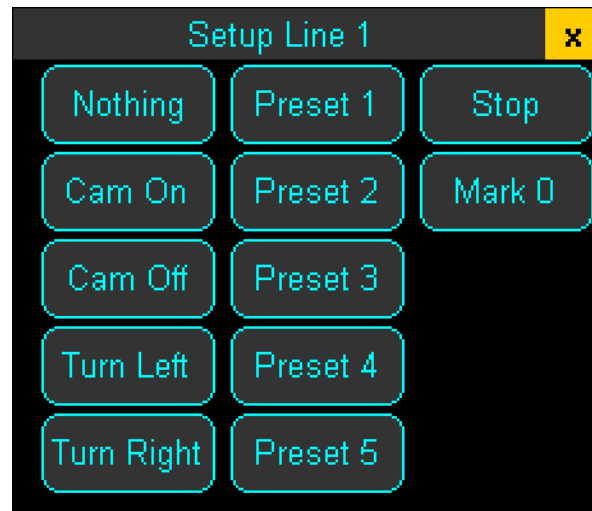 Setup Line 1 x
Nothing Preset 1 Stop
Cam On Preset 2 Mark 0
Cam Off Preset 3
Turn Left Preset 4
Turn Right Preset 5